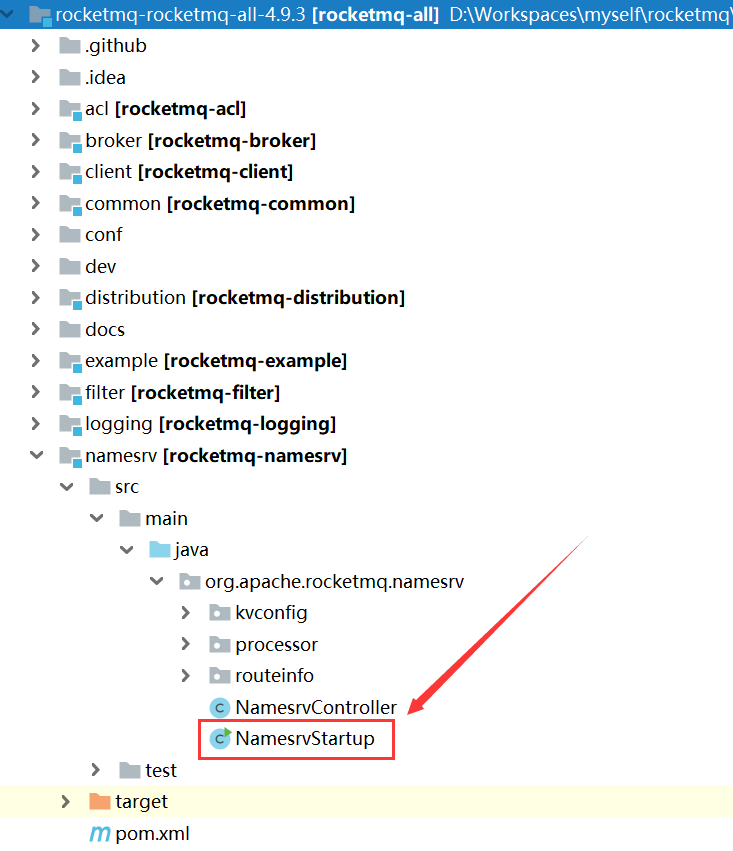 rocketmq-rocketmq-all-4.9.3 [rocketmq-all] D:\Workspaces\myself\rocketmq\
.github
.idea
acl [rocketmq-acl]
broker [rocketmq-broker]
client [rocketmq-client]
common [rocketmq-common]
conf
dev
distribution [rocketmq-distribution]
docs
example [rocketmq-example]
filter [rocketmq-filter]
logging [rocketmq-logging]
namesrv [rocketmq-namesrv]
src
main
java
org.apache.rocketmq.namesrv
kvconfig
processor
routeinfo
C NamesrvController
C NamesrvStartup
test
target
m pom.xml